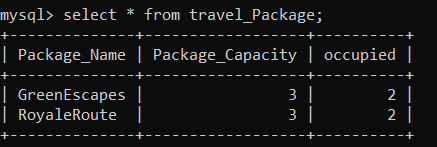 mysql> select * from travel_Package;
+--------------+------------------+----------+
| Package_Name | Package_Capacity | occupied |
+--------------+------------------+----------+
| GreenEscapes |                3 |        2 |
| RoyaleRoute  |                3 |        2 |
+--------------+------------------+----------+